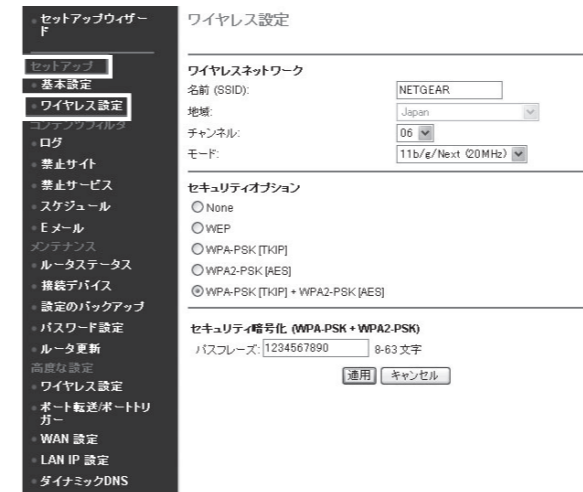 セットアップウィザー
ド
セットアップ
基本設定
ワイヤレス設定
コンテンツフィルタ
ログ
禁止サイト
禁止サービス
スケジュール
Eメール
メンテナンス
ルータステータス
接続デバイス
設定のバックアップ
パスワード設定
ルータ更新
高度な設定
ワイヤレス設定
ポート転送/ポートトリ
ガー
WAN 設定
LAN IP 設定
ダイナミックDNS
ワイヤレス設定
ワイヤレスネットワーク
名前 (SSID): NETGEAR
地域: Japan
チャンネル: 06
モード: 11b/g/Next (20MHz)
セキュリティオプション
None
WEP
WPA-PSK [TKIP]
WPA2-PSK [AES]
WPA-PSK [TKIP] + WPA2-PSK [AES]
セキュリティ暗号化 (WPA-PSK + WPA2-PSK)
パスフレーズ: 1234567890 8-63 文字
適用 キャンセル